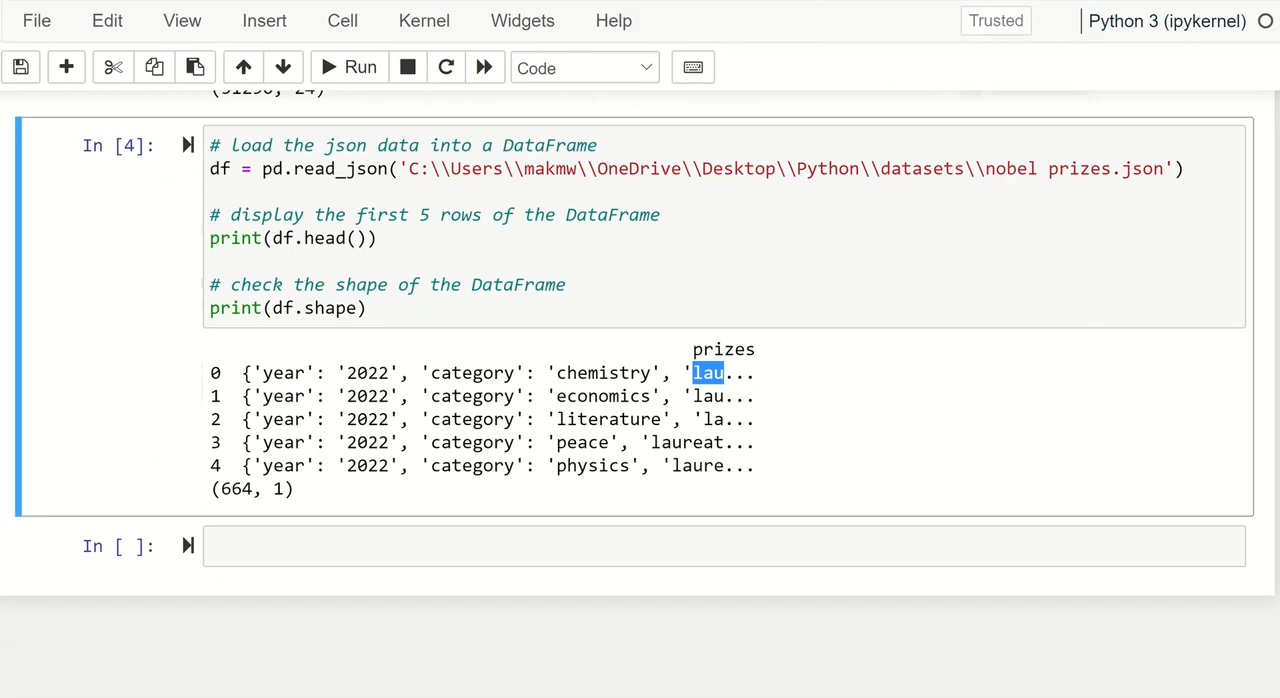 File Edit View Insert Cell Kernel Widgets Help Trusted Python 3 (ipykernel)
Run Code
In [4]:
# load the json data into a DataFrame
df = pd.read_json('C:\\Users\\makmw\\OneDrive\\Desktop\\Python\\datasets\\nobel prizes.json')
# display the first 5 rows of the DataFrame
print(df.head())
# check the shape of the DataFrame
print(df.shape)
prizes
0 {'year': '2022', 'category': 'chemistry', 'lau...
1 {'year': '2022', 'category': 'economics', 'lau...
2 {'year': '2022', 'category': 'literature', 'la...
3 {'year': '2022', 'category': 'peace', 'laureat...
4 {'year': '2022', 'category': 'physics', 'laure...
(664, 1)
In [ ]: